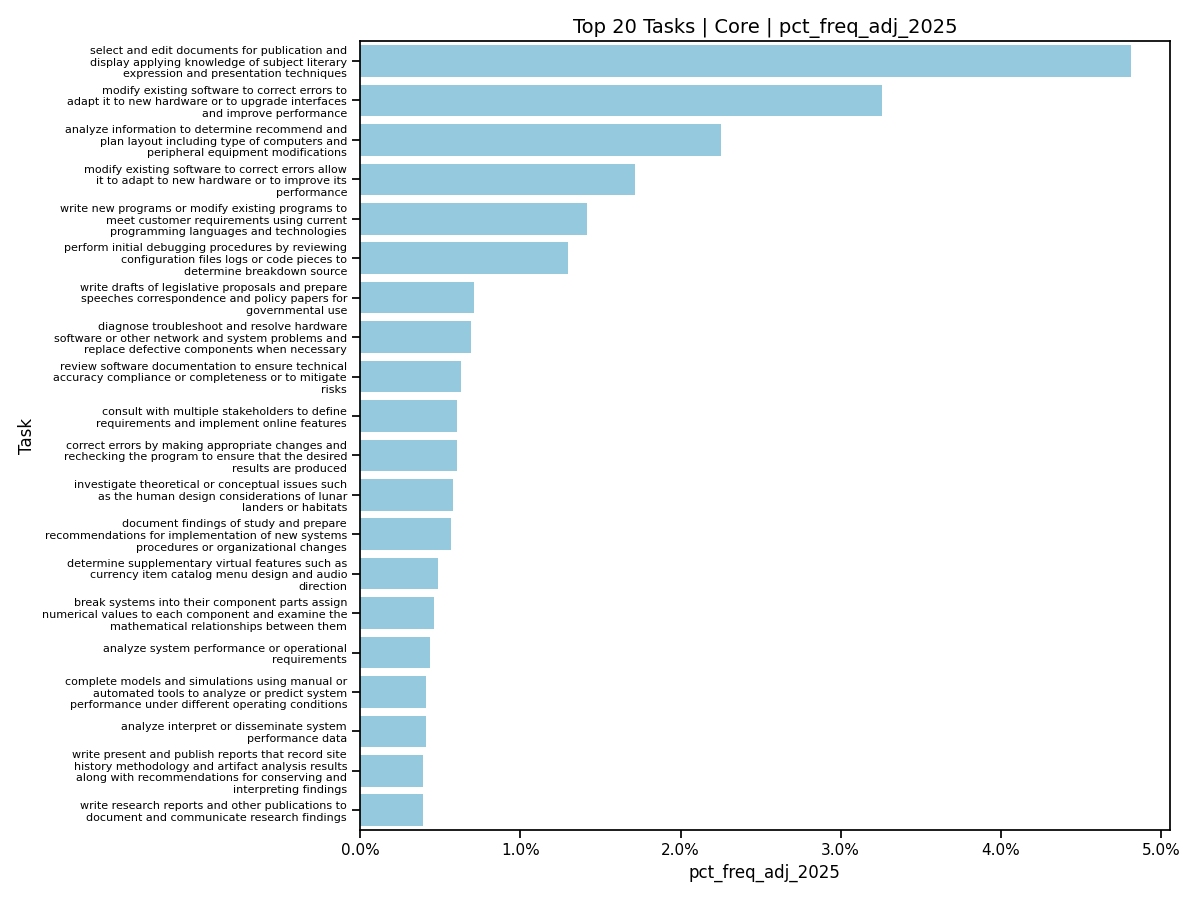 Top 20 Tasks | Core | pct_freq_adj_2025
select and edit documents for publication and
display applying knowledge of subject literary
expression and presentation techniques
modify existing software to correct errors to
adapt it to new hardware or to upgrade interfaces
and improve performance
analyze information to determine recommend and
plan layout including type of computers and
peripheral equipment modifications
modify existing software to correct errors allow
it to adapt to new hardware or to improve its
performance
write new programs or modify existing programs to
meet customer requirements using current
programming languages and technologies
perform initial debugging procedures by reviewing
configuration files logs or code pieces to
determine breakdown source
write drafts of legislative proposals and prepare
speeches correspondence and policy papers for
governmental use
diagnose troubleshoot and resolve hardware
software or other network and system problems and
replace defective components when necessary
review software documentation to ensure technical
accuracy compliance or completeness or to mitigate
risks
consult with multiple stakeholders to define
requirements and implement online features
correct errors by making appropriate changes and
rechecking the program to ensure that the desired
results are produced
investigate theoretical or conceptual issues such
as the human design considerations of lunar
landers or habitats
document findings of study and prepare
recommendations for implementation of new systems
procedures or organizational changes
determine supplementary virtual features such as
currency item catalog menu design and audio
direction
break systems into their component parts assign
numerical values to each component and examine the
mathematical relationships between them
analyze system performance or operational
requirements
complete models and simulations using manual or
automated tools to analyze or predict system
performance under different operating conditions
analyze interpret or disseminate system
performance data
write present and publish reports that record site
history methodology and artifact analysis results
along with recommendations for conserving and
interpreting findings
write research reports and other publications to
document and communicate research findings
Task
0.0% 1.0% 2.0% 3.0% 4.0% 5.0%
pct_freq_adj_2025